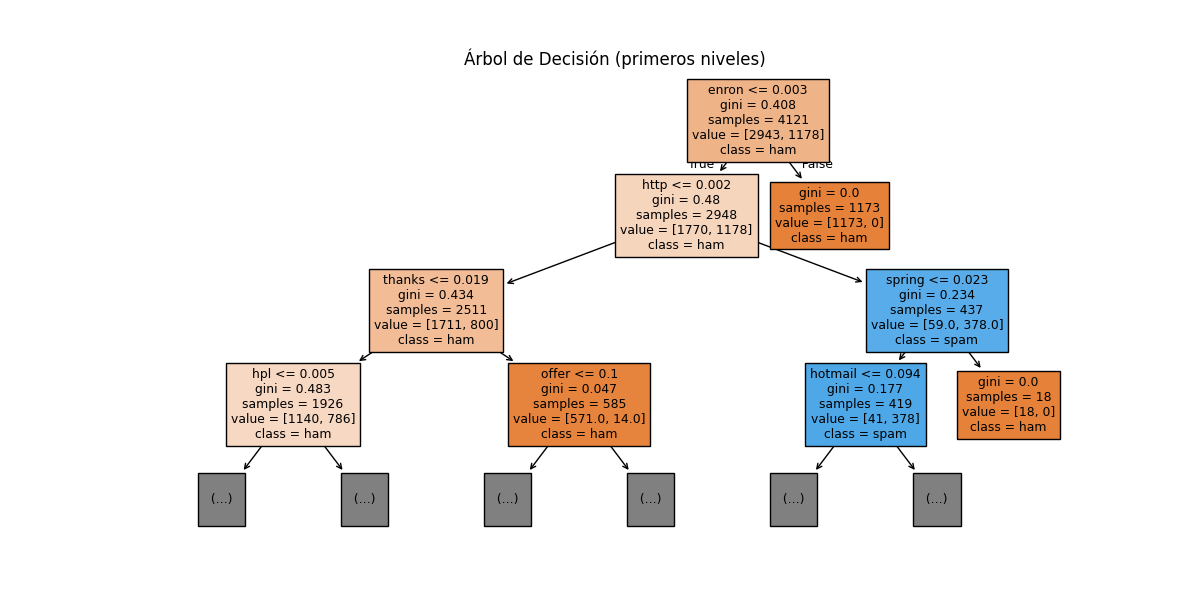 Árbol de Decisión (primeros niveles)
enron <= 0.003
gini = 0.408
samples = 4121
value = [2943, 1178]
class = ham
True
False
http <= 0.002
gini = 0.48
samples = 2948
value = [1770, 1178]
class = ham
gini = 0.0
samples = 1173
value = [1173, 0]
class = ham
thanks <= 0.019
gini = 0.434
samples = 2511
value = [1711, 800]
class = ham
spring <= 0.023
gini = 0.234
samples = 437
value = [59.0, 378.0]
class = spam
hpl <= 0.005
gini = 0.483
samples = 1926
value = [1140, 786]
class = ham
offer <= 0.1
gini = 0.047
samples = 585
value = [571.0, 14.0]
class = ham
hotmail <= 0.094
gini = 0.177
samples = 419
value = [41, 378]
class = spam
gini = 0.0
samples = 18
value = [18, 0]
class = ham
(...)
(...)
(...)
(...)
(...)
(...)